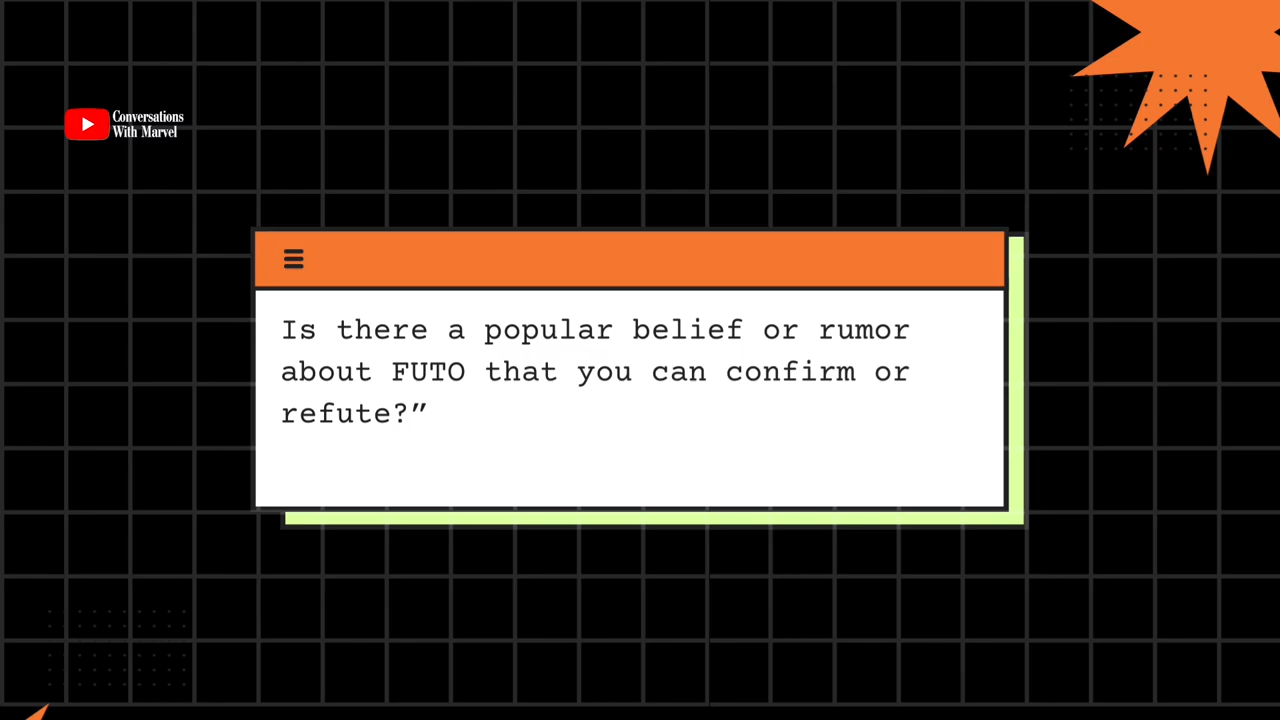 Conversations
With Marvel
Is there a popular belief or rumor
about FUTO that you can confirm or
refute?”